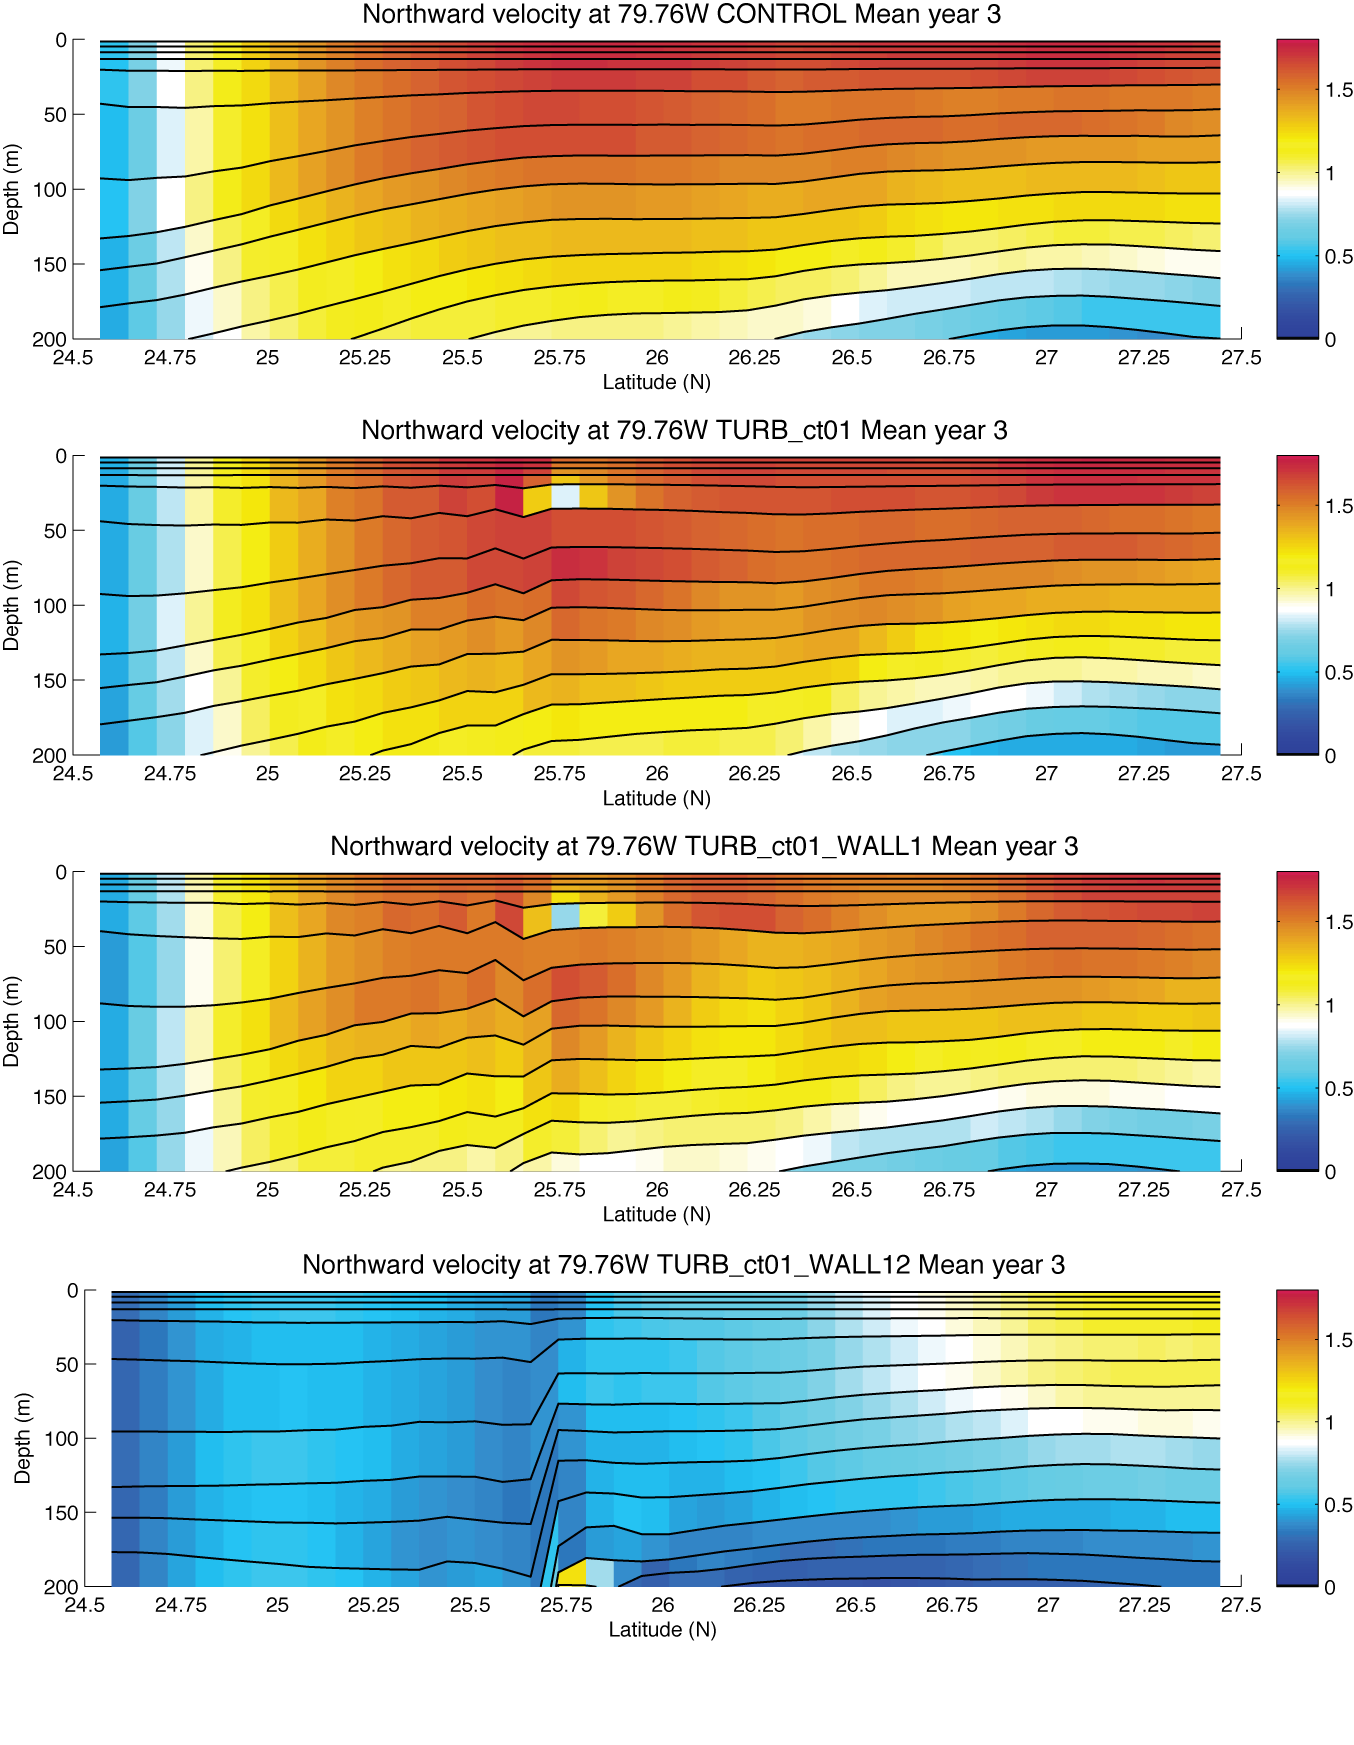 Northward velocity at 79.76W CONTROL Mean year 3
0
50
100
150
200
Depth (m)
24.5 24.75 25 25.25 25.5 25.75 26 26.25 26.5 26.75 27 27.25 27.5
Latitude (N)
1.5
1
0.5
0
Northward velocity at 79.76W TURB_ct01 Mean year 3
0
50
100
150
200
Depth (m)
24.5 24.75 25 25.25 25.5 25.75 26 26.25 26.5 26.75 27 27.25 27.5
Latitude (N)
1.5
1
0.5
0
Northward velocity at 79.76W TURB_ct01_WALL1 Mean year 3
0
50
100
150
200
Depth (m)
24.5 24.75 25 25.25 25.5 25.75 26 26.25 26.5 26.75 27 27.25 27.5
Latitude (N)
1.5
1
0.5
0
Northward velocity at 79.76W TURB_ct01_WALL12 Mean year 3
0
50
100
150
200
Depth (m)
24.5 24.75 25 25.25 25.5 25.75 26 26.25 26.5 26.75 27 27.25 27.5
Latitude (N)
1.5
1
0.5
0